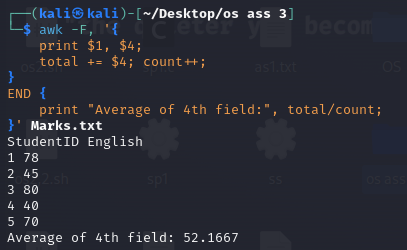 ┌──(kali㉿kali)-[~/Desktop/os ass 3]
└─$ awk -F, '{
    print $1, $4;
    total += $4; count++;
}
END {
    print "Average of 4th field:", total/count;
}' Marks.txt
StudentID English
1 78
2 45
3 80
4 40
5 70
Average of 4th field: 52.1667